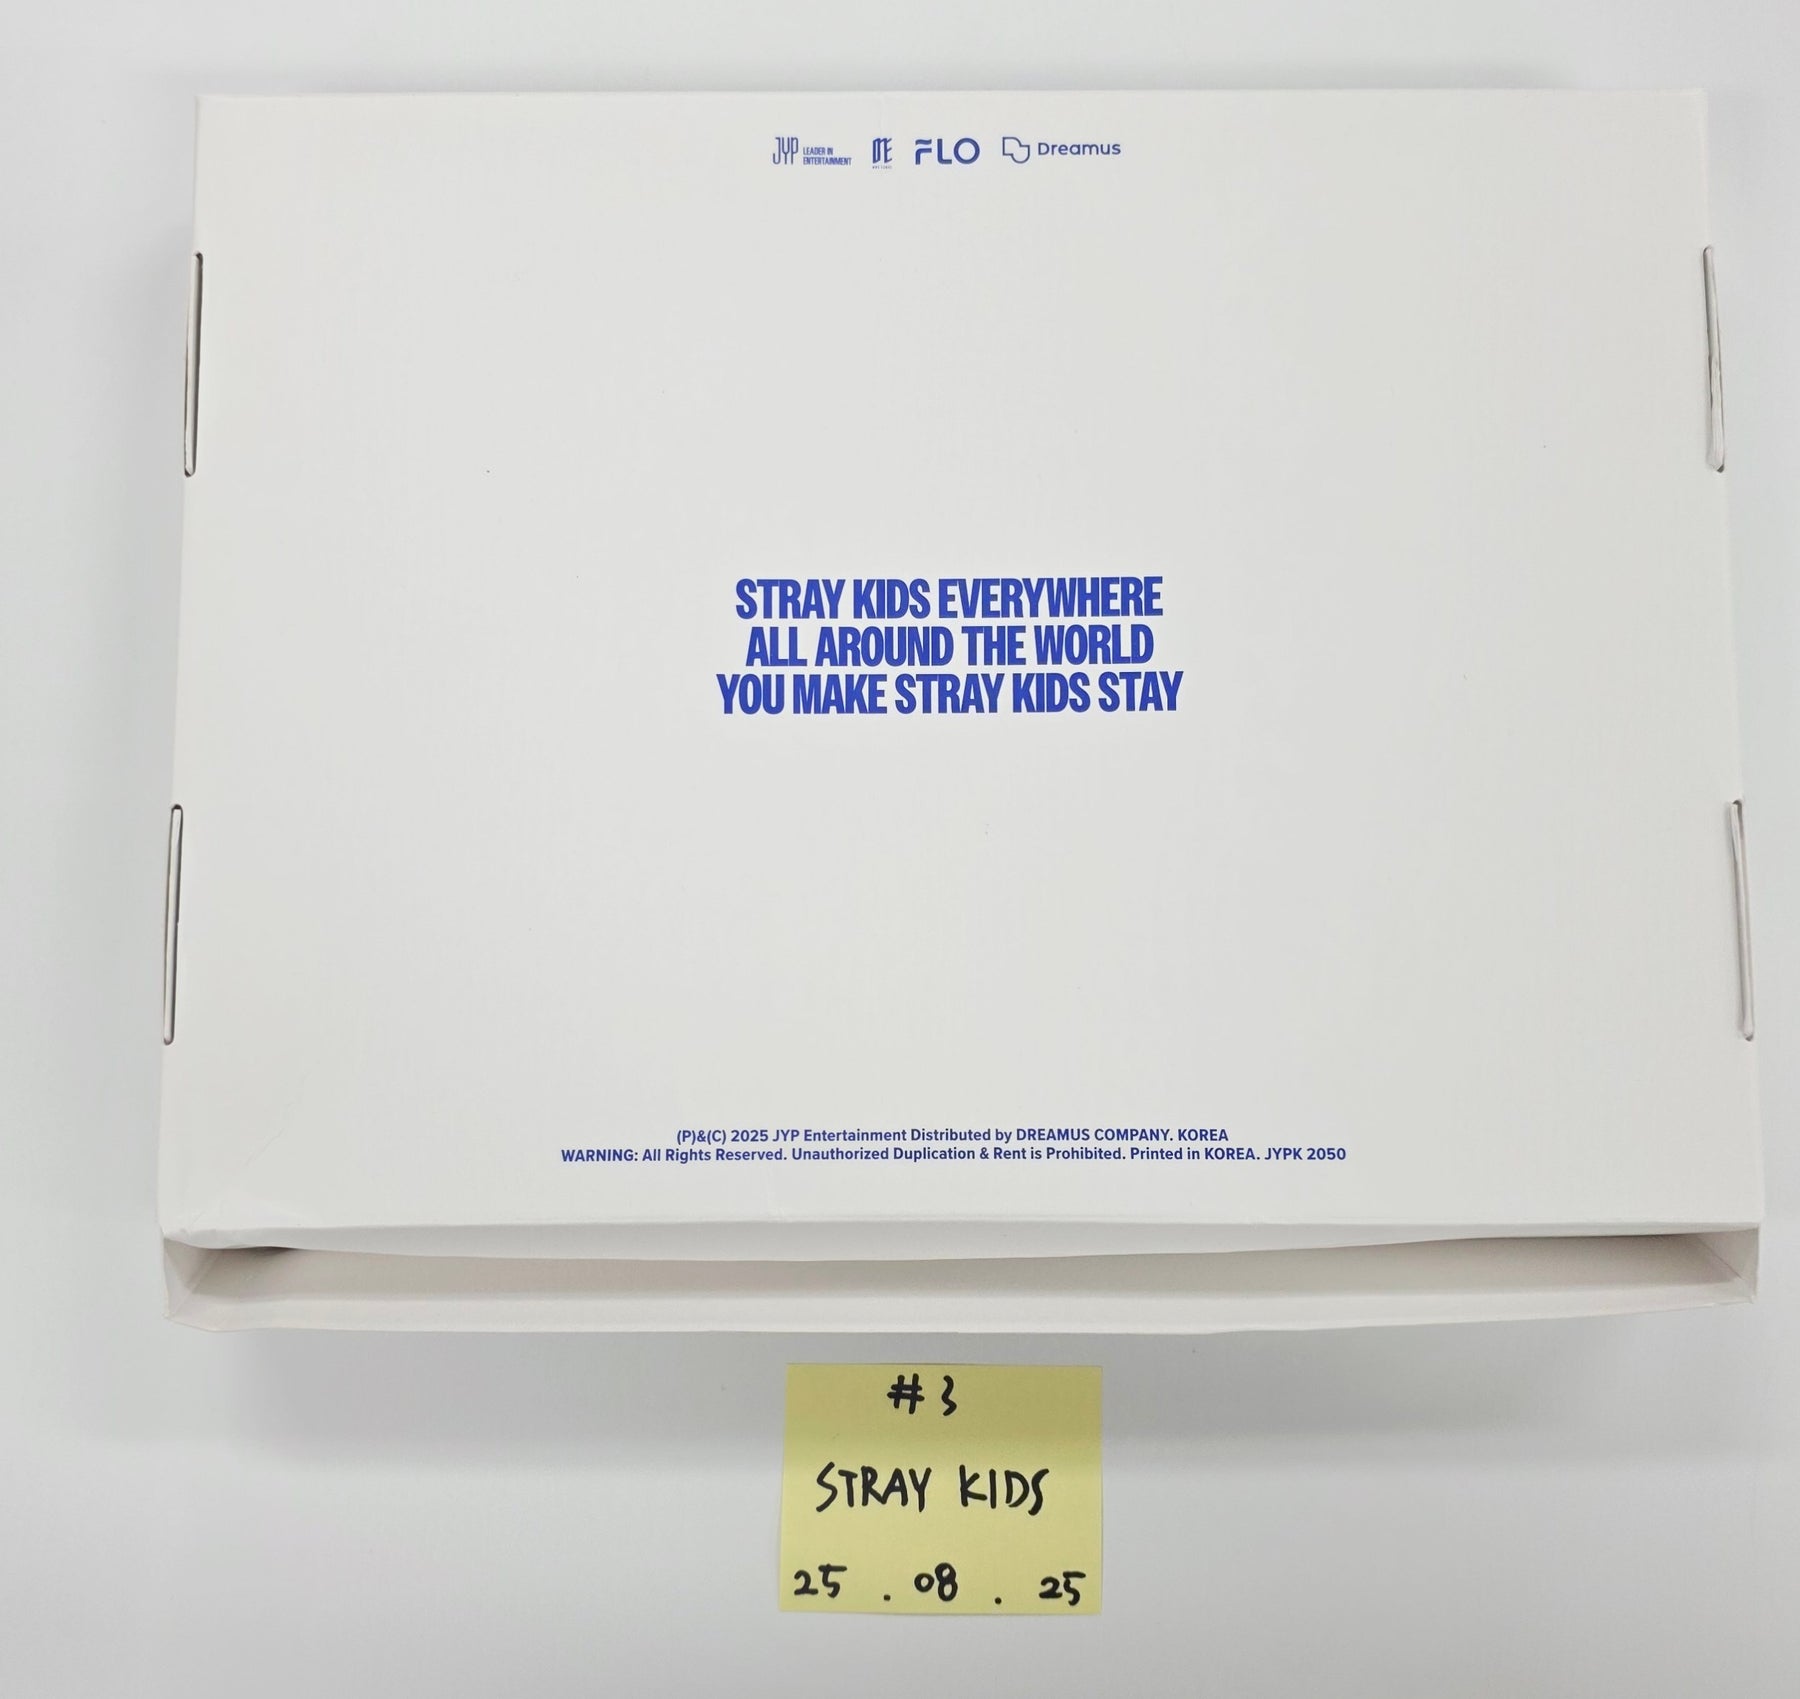 JYP LEADER IN ENTERTAINMENT FLO Dreamus
STRAY KIDS EVERYWHERE
ALL AROUND THE WORLD
YOU MAKE STRAY KIDS STAY
(P)&(C) 2025 JYP Entertainment Distributed by DREAMUS COMPANY. KOREA
WARNING: All Rights Reserved. Unauthorized Duplication & Rent is Prohibited. Printed in KOREA. JYPK 2050
#3
STRAY KIDS
25 . 08 . 25